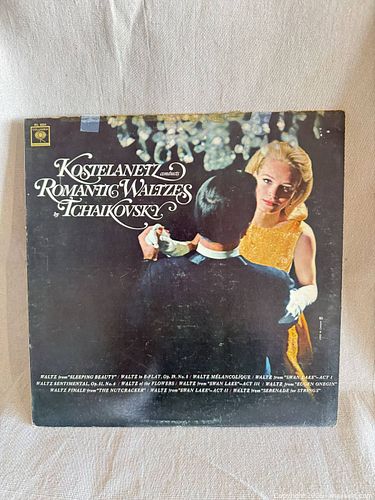 KOSTELANETZ
conducts
ROMANTIC WALTZES
by TCHAIKOVSKY
WALTZ from "SLEEPING BEAUTY" / WALTZ in B-FLAT, Op. 39, No. 8 / WALTZ MÉLANCOLIQUE / WALTZ from "SWAN LAKE"—ACT I
WALTZ SENTIMENTAL, Op. 51, No. 6 / WALTZ of the FLOWERS / WALTZ from "SWAN LAKE"—ACT III / WALTZ from "EUGEN ONEGIN"
WALTZ FINALE from "THE NUTCRACKER" / WALTZ from "SWAN LAKE"—ACT II / WALTZ from "SERENADE for STRINGS"